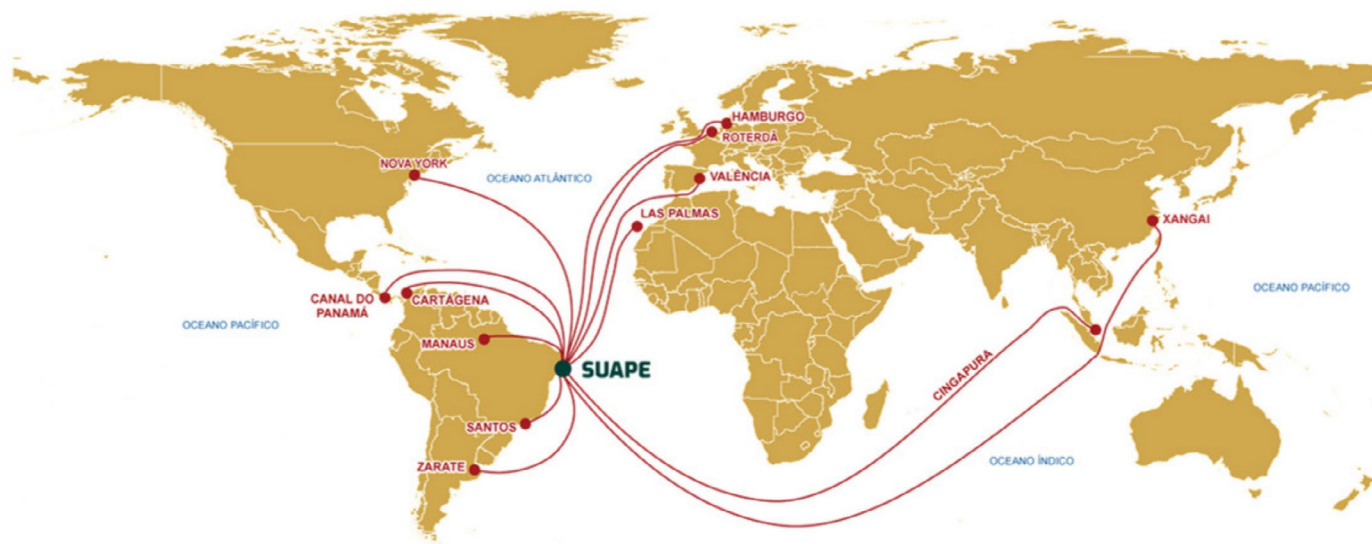 HAMBURGO
ROTERDÃ
NOVA YORK
OCEANO ATLÂNTICO
VALÊNCIA
LAS PALMAS
XANGAI
OCEANO PACÍFICO
CANAL DO
PANAMÁ
CARTAGENA
OCEANO PACÍFICO
MANAUS
SUAPE
CINGAPURA
SANTOS
OCEANO ÍNDICO
ZARATE